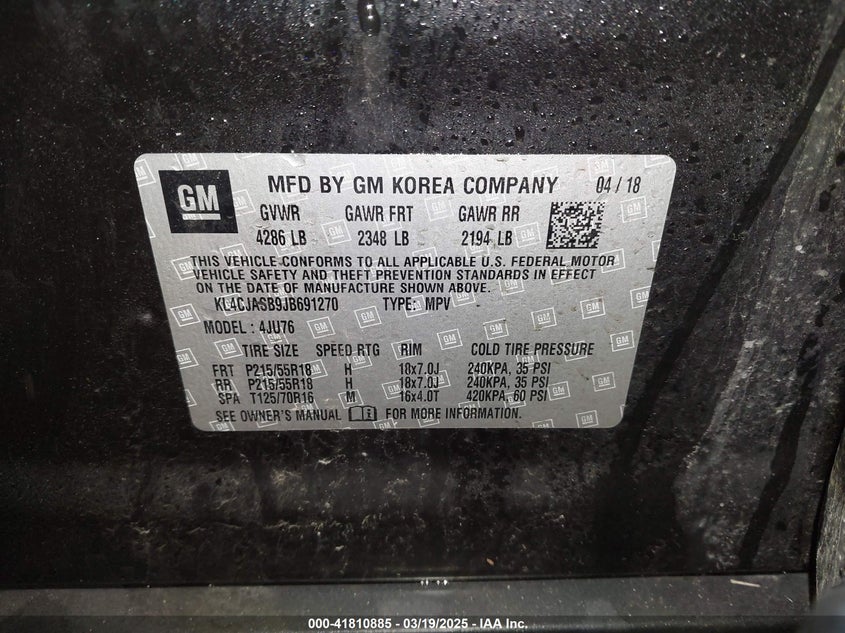 GM MFD BY GM KOREA COMPANY 04 / 18
GVWR GAWR FRT GAWR RR
4286 LB 2348 LB 2194 LB
THIS VEHICLE CONFORMS TO ALL APPLICABLE U.S. FEDERAL MOTOR
VEHICLE SAFETY AND THEFT PREVENTION STANDARDS IN EFFECT
ON THE DATE OF MANUFACTURE SHOWN ABOVE.
KL4CJASB9JB691270 TYPE: MPV
MODEL: 4JU76
TIRE SIZE SPEED RTG RIM COLD TIRE PRESSURE
FRT P215/55R18 H 18x7.0J 240KPA, 35 PSI
RR P215/55R18 H 18x7.0J 240KPA, 35 PSI
SPA T125/70R16 M 16x4.0T 420KPA, 60 PSI
SEE OWNER'S MANUAL FOR MORE INFORMATION.
000-41810885 - 03/19/2025 - IAA Inc.